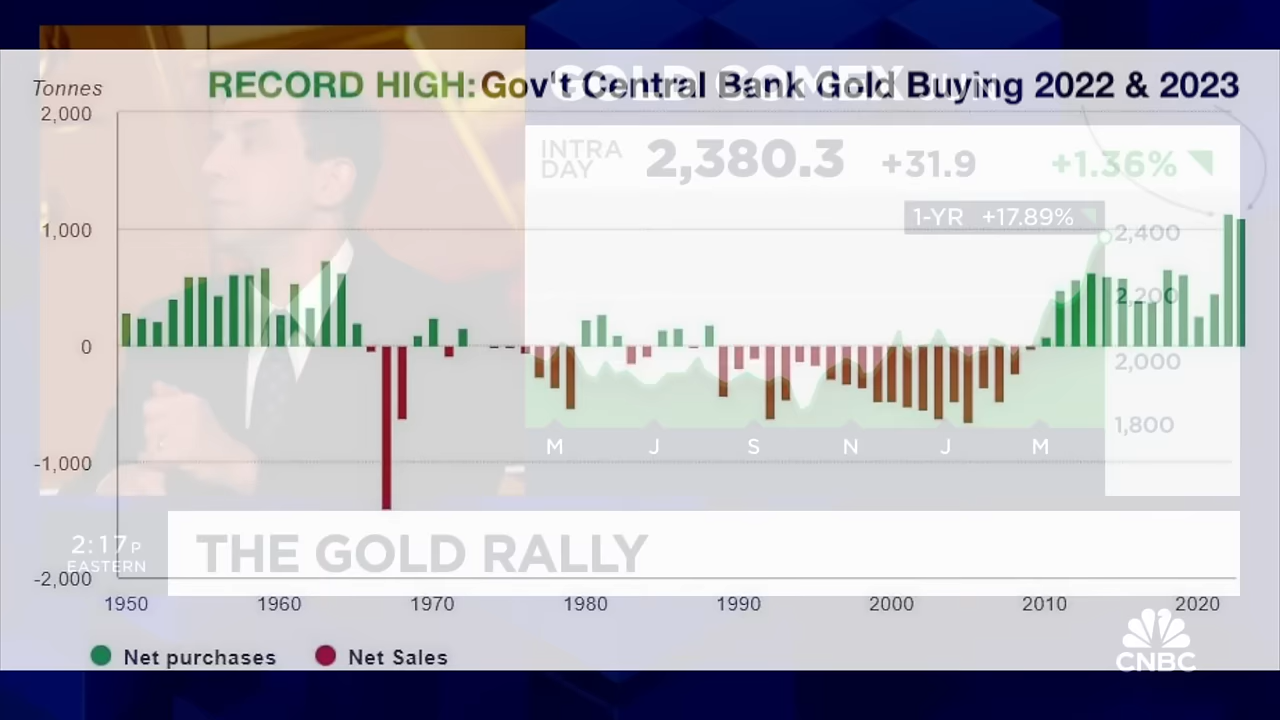 Tonnes
RECORD HIGH: Gov't Central Bank Gold Buying 2022 & 2023
GOLD COMEX
2,000
1,000
0
-1,000
-2,000
INTRA
DAY
2,380.3 +31.9 +1.36%
1-YR +17.89%
2,400
2,200
2,000
1,800
M J S N J M
2:17P
EASTERN
THE GOLD RALLY
1950 1960 1970 1980 1990 2000 2010 2020
Net purchases Net Sales
CNBC